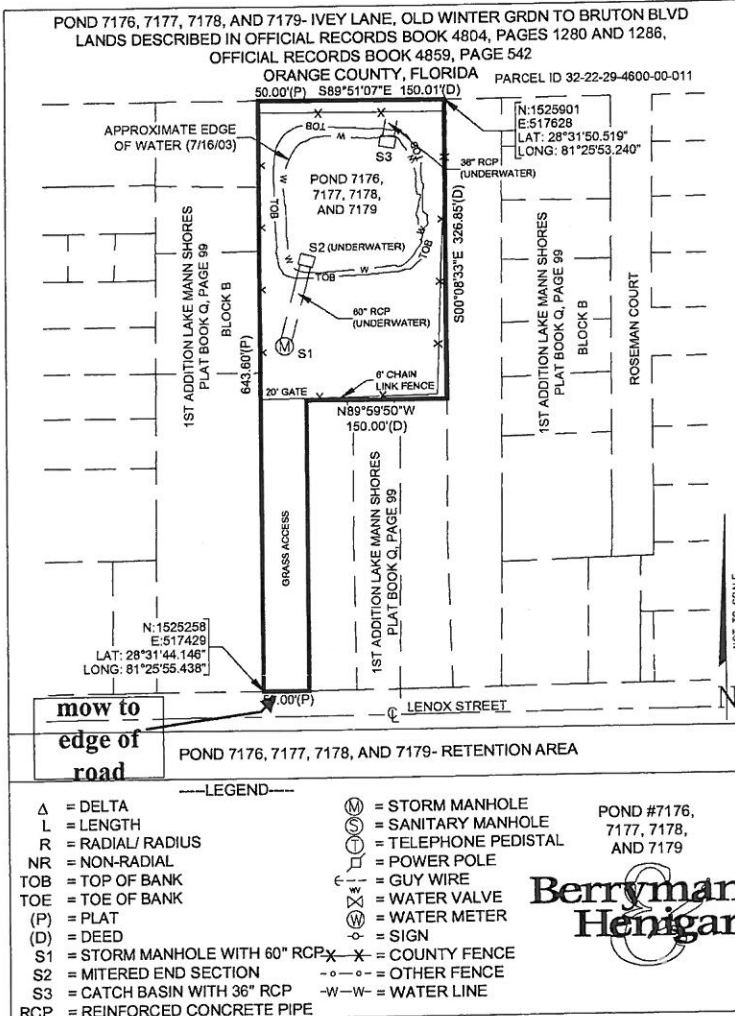 POND 7176, 7177, 7178, AND 7179- IVEY LANE, OLD WINTER GRDN TO BRUTON BLVD
LANDS DESCRIBED IN OFFICIAL RECORDS BOOK 4804, PAGES 1280 AND 1286,
OFFICIAL RECORDS BOOK 4859, PAGE 542
ORANGE COUNTY, FLORIDA
PARCEL ID 32-22-29-4600-00-011
50.00'(P) S89°51'07"E 150.01'(D)
N:1525901
E:517628
LAT: 28°31'50.519"
LONG: 81°25'53.240"
APPROXIMATE EDGE
OF WATER (7/16/03)
TOB
W
S3
36" RCP
(UNDERWATER)
POND 7176,
7177, 7178,
AND 7179
TOB
W
W
TOB
S2 (UNDERWATER)
W
W
TOB
60" RCP
(UNDERWATER)
M S1
S00°08'33"E 326.85'(D)
1ST ADDITION LAKE MANN SHORES
PLAT BOOK Q, PAGE 99
BLOCK B
643.60'(P)
1ST ADDITION LAKE MANN SHORES
PLAT BOOK Q, PAGE 99
BLOCK B
ROSEMAN COURT
20' GATE
6' CHAIN
LINK FENCE
N89°59'50"W
150.00'(D)
GRASS ACCESS
1ST ADDITION LAKE MANN SHORES
PLAT BOOK Q, PAGE 99
N:1525258
E:517429
LAT: 28°31'44.146"
LONG: 81°25'55.438"
.00'(P)
LENOX STREET
N
mow to
edge of
road
POND 7176, 7177, 7178, AND 7179- RETENTION AREA
----LEGEND----
Δ = DELTA
L = LENGTH
R = RADIAL/ RADIUS
NR = NON-RADIAL
TOB = TOP OF BANK
TOE = TOE OF BANK
(P) = PLAT
(D) = DEED
S1 = STORM MANHOLE WITH 60" RCP
S2 = MITERED END SECTION
S3 = CATCH BASIN WITH 36" RCP
RCP = REINFORCED CONCRETE PIPE
M = STORM MANHOLE
S = SANITARY MANHOLE
T = TELEPHONE PEDISTAL
= POWER POLE
= GUY WIRE
WV = WATER VALVE
W = WATER METER
= SIGN
X X = COUNTY FENCE
-o-o- = OTHER FENCE
-W-W- = WATER LINE
POND #7176,
7177, 7178,
AND 7179
Berryman
&
Henigar